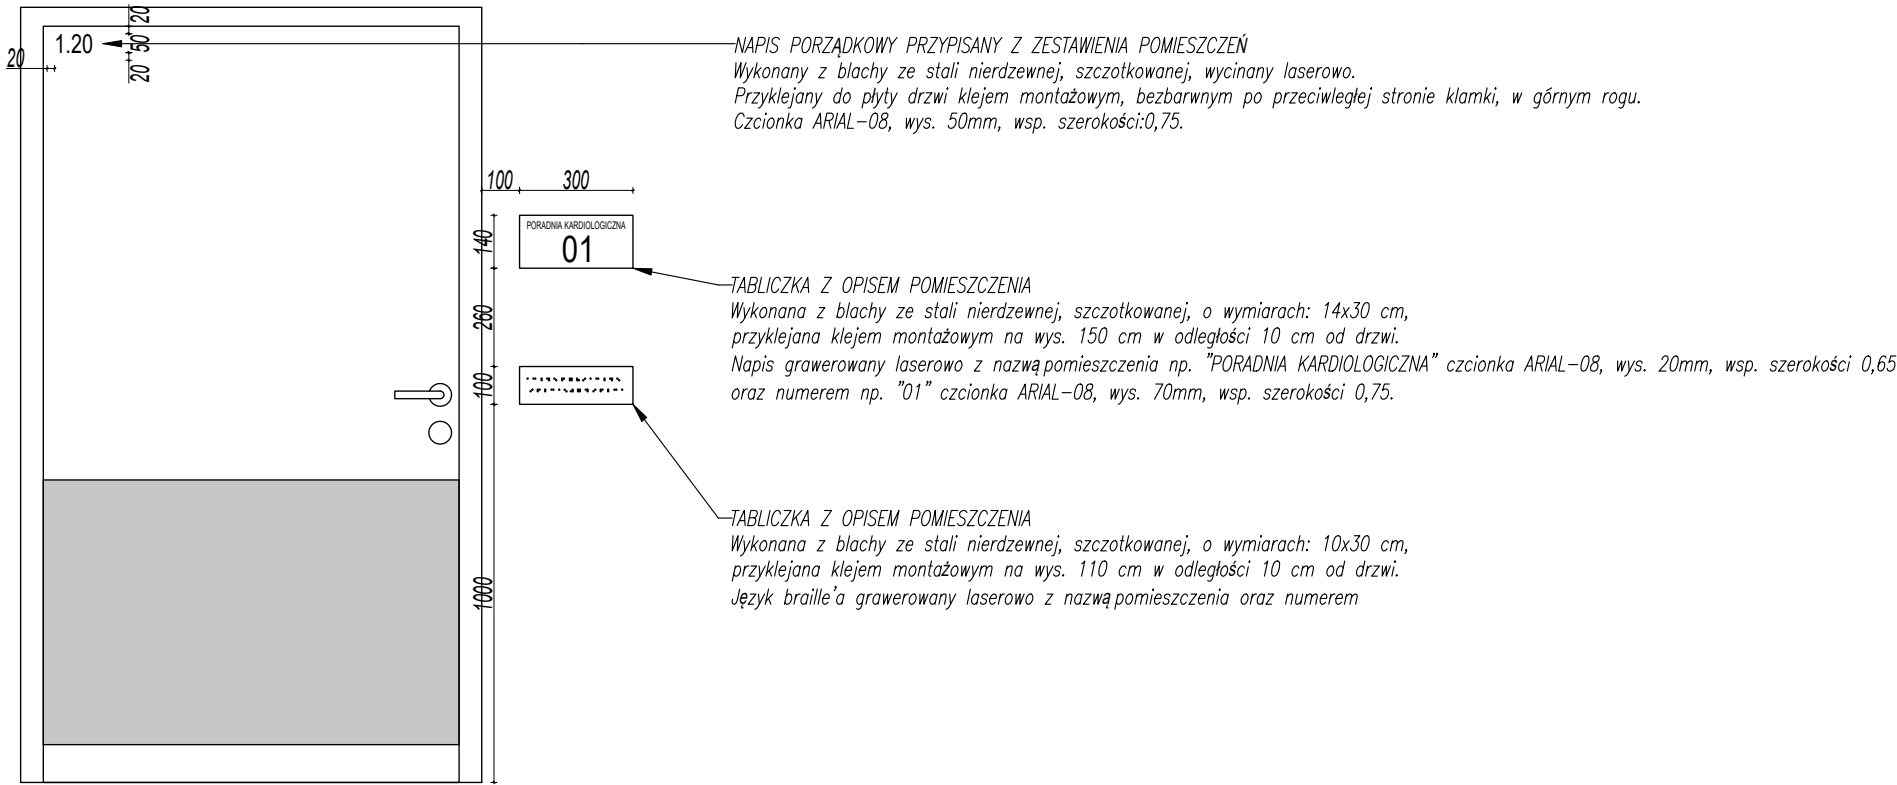 20
50
20
20
1.20
NAPIS PORZĄDKOWY PRZYPISANY Z ZESTAWIENIA POMIESZCZEŃ
Wykonany z blachy ze stali nierdzewnej, szczotkowanej, wycinany laserowo.
Przyklejany do płyty drzwi klejem montażowym, bezbarwnym po przeciwległej stronie klamki, w górnym rogu.
Czcionka ARIAL-08, wys. 50mm, wsp. szerokości:0,75.
100
300
140
PORADNIA KARDIOLOGICZNA
01
TABLICZKA Z OPISEM POMIESZCZENIA
Wykonana z blachy ze stali nierdzewnej, szczotkowanej, o wymiarach: 14x30 cm,
przyklejana klejem montażowym na wys. 150 cm w odległości 10 cm od drzwi.
Napis grawerowany laserowo z nazwą pomieszczenia np. "PORADNIA KARDIOLOGICZNA" czcionka ARIAL-08, wys. 20mm, wsp. szerokości 0,65
oraz numerem np. "01" czcionka ARIAL-08, wys. 70mm, wsp. szerokości 0,75.
260
100
TABLICZKA Z OPISEM POMIESZCZENIA
Wykonana z blachy ze stali nierdzewnej, szczotkowanej, o wymiarach: 10x30 cm,
przyklejana klejem montażowym na wys. 110 cm w odległości 10 cm od drzwi.
Język braille'a grawerowany laserowo z nazwą pomieszczenia oraz numerem
1000